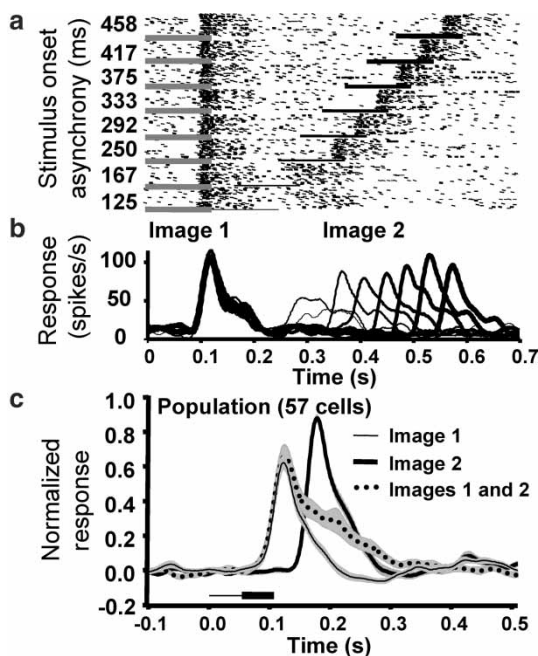 a
Stimulus onset
asynchrony (ms)
458
417
375
333
292
250
167
125
b
Image 1
Image 2
Response
(spikes/s)
100
50
0
0 0.1 0.2 0.3 0.4 0.5 0.6 0.7
Time (s)
c
Population (57 cells)
Image 1
Image 2
Images 1 and 2
Normalized
response
1.0
0.8
0.6
0.4
0.2
0.0
-0.2
-0.1 0.0 0.1 0.2 0.3 0.4 0.5
Time (s)